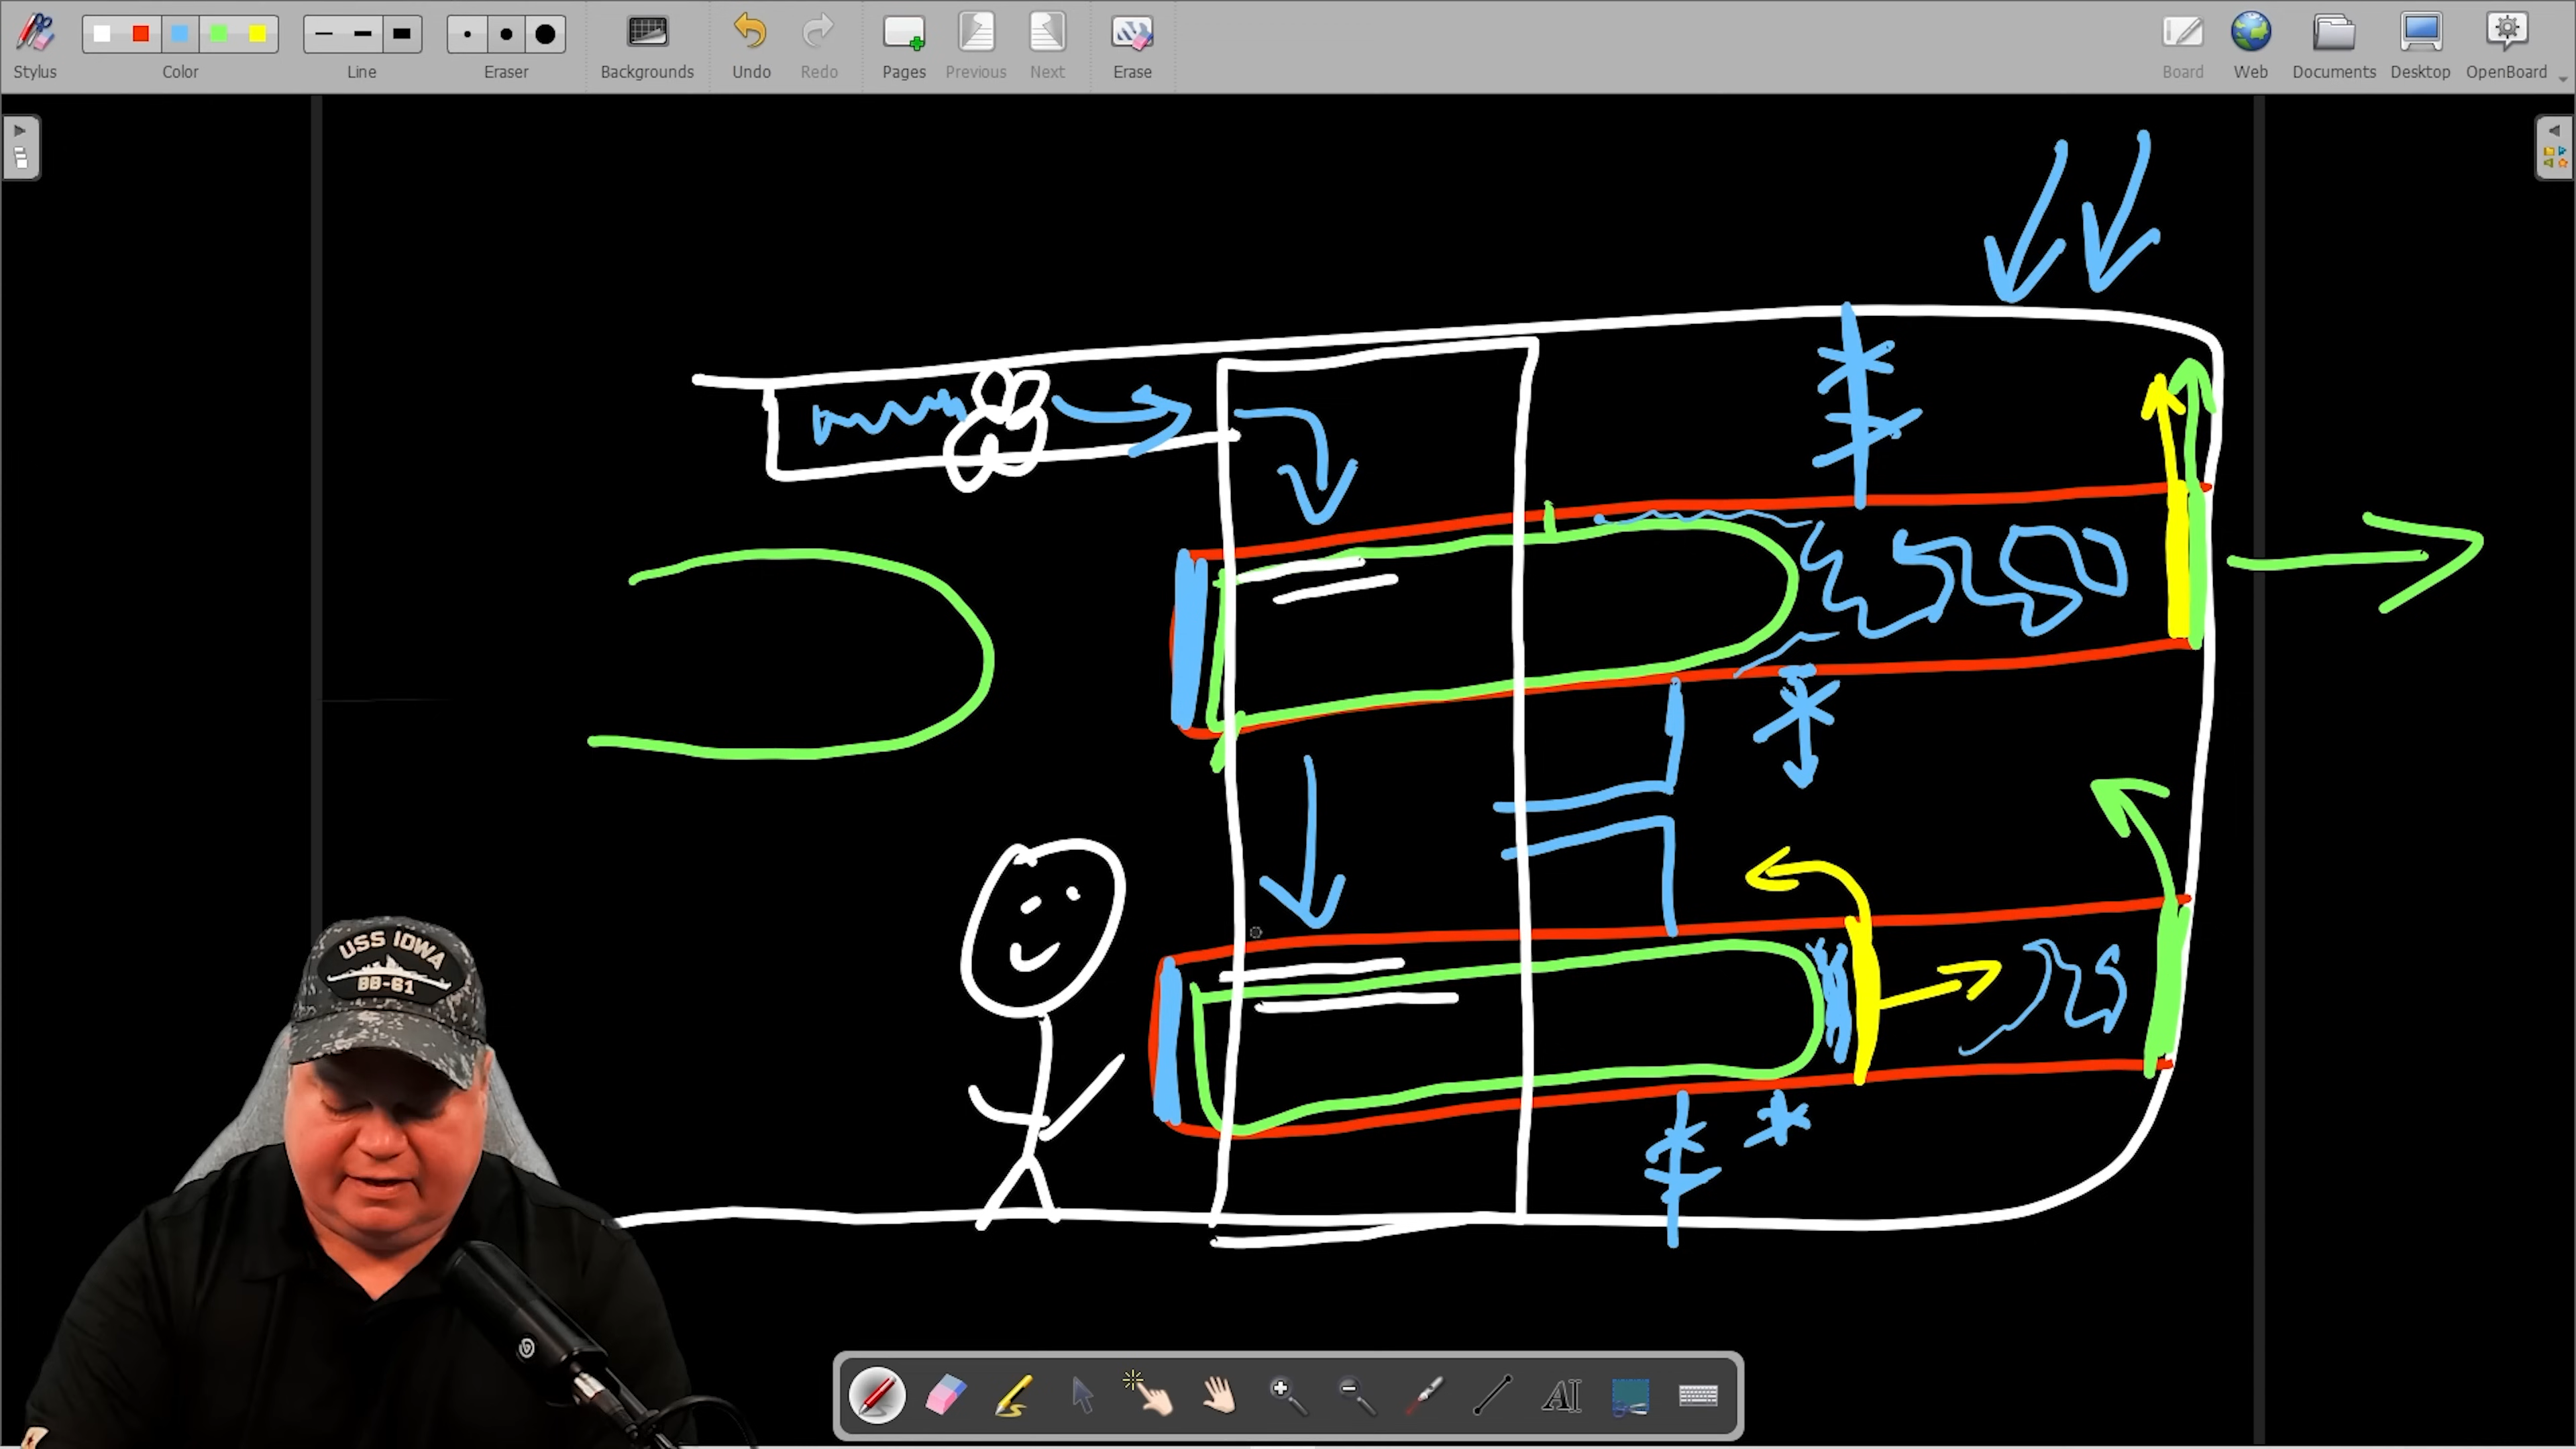 Stylus
Color
Line
Eraser
Backgrounds
Undo
Redo
Pages
Previous
Next
Erase
Board
Web
Documents
Desktop
OpenBoard
USS IOWA
BB-61
AI